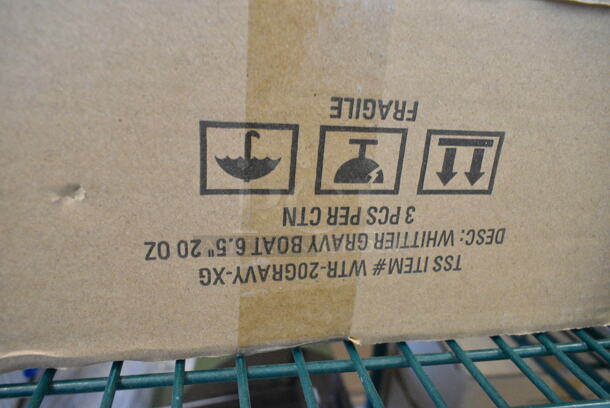 TSS ITEM# WTR-20GRAVY-XG
DESC: WHITTIER GRAVY BOAT 6.5" 20 OZ
3 PCS PER CTN
FRAGILE